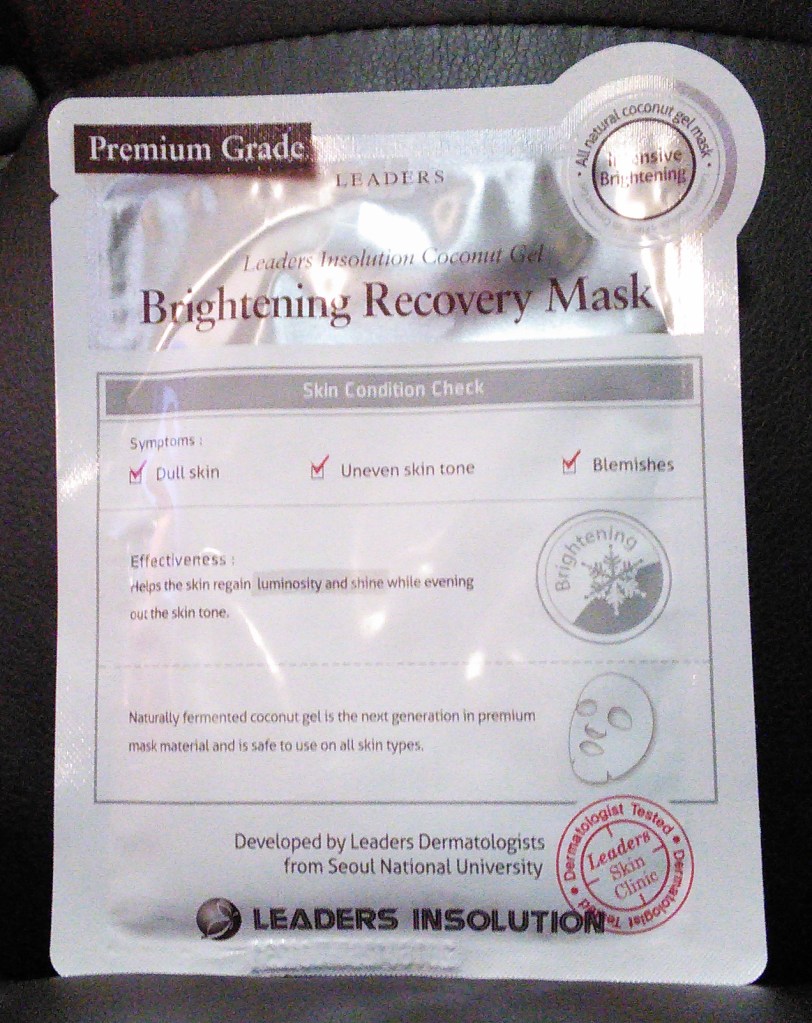 Premium Grade
LEADERS
All natural coconut gel mask
Intensive
Brightening
Leaders Insolution Coconut Gel
Brightening Recovery Mask
Skin Condition Check
Symptoms :
Dull skin
Uneven skin tone
Blemishes
Effectiveness :
Helps the skin regain luminosity and shine while evening
out the skin tone.
Brightening
Naturally fermented coconut gel is the next generation in premium
mask material and is safe to use on all skin types.
Developed by Leaders Dermatologists
from Seoul National University
Dermatologist Tested • Dermatologist Tested •
Leaders
Skin
Clinic
LEADERS INSOLUTION